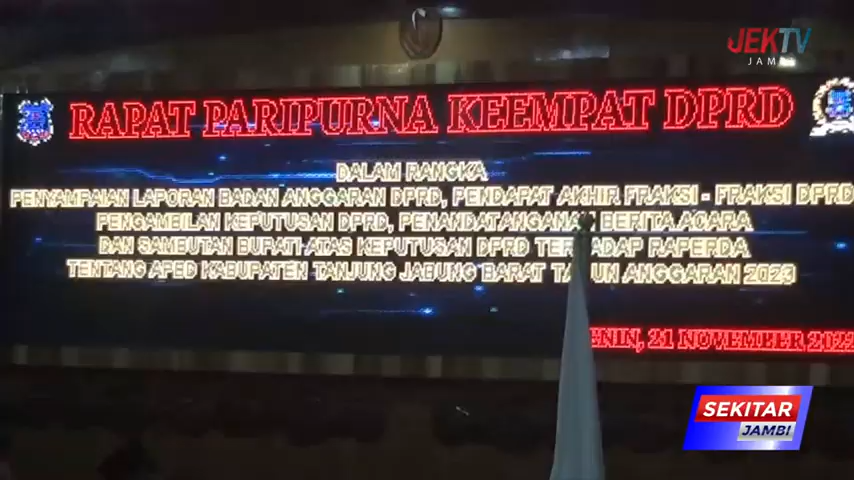 JEKTV
JAMBI
RAPAT PARIPURNA KEEMPAT DPRD
DALAM RANGKA
PENYAMPAIAN LAPORAN BADAN ANGGARAN DPRD, PENDAPAT AKHIR FRAKSI - FRAKSI DPRD
PENGAMBILAN KEPUTUSAN DPRD, PENANDATANGANAN BERITA ACARA
DAN SAMBUTAN BUPATI ATAS KEPUTUSAN DPRD TERHADAP RAPERDA
TENTANG APBD KABUPATEN TANJUNG JABUNG BARAT TAHUN ANGGARAN 2023
ENIN, 21 NOVEMBER 2022
SEKITAR
JAMBI